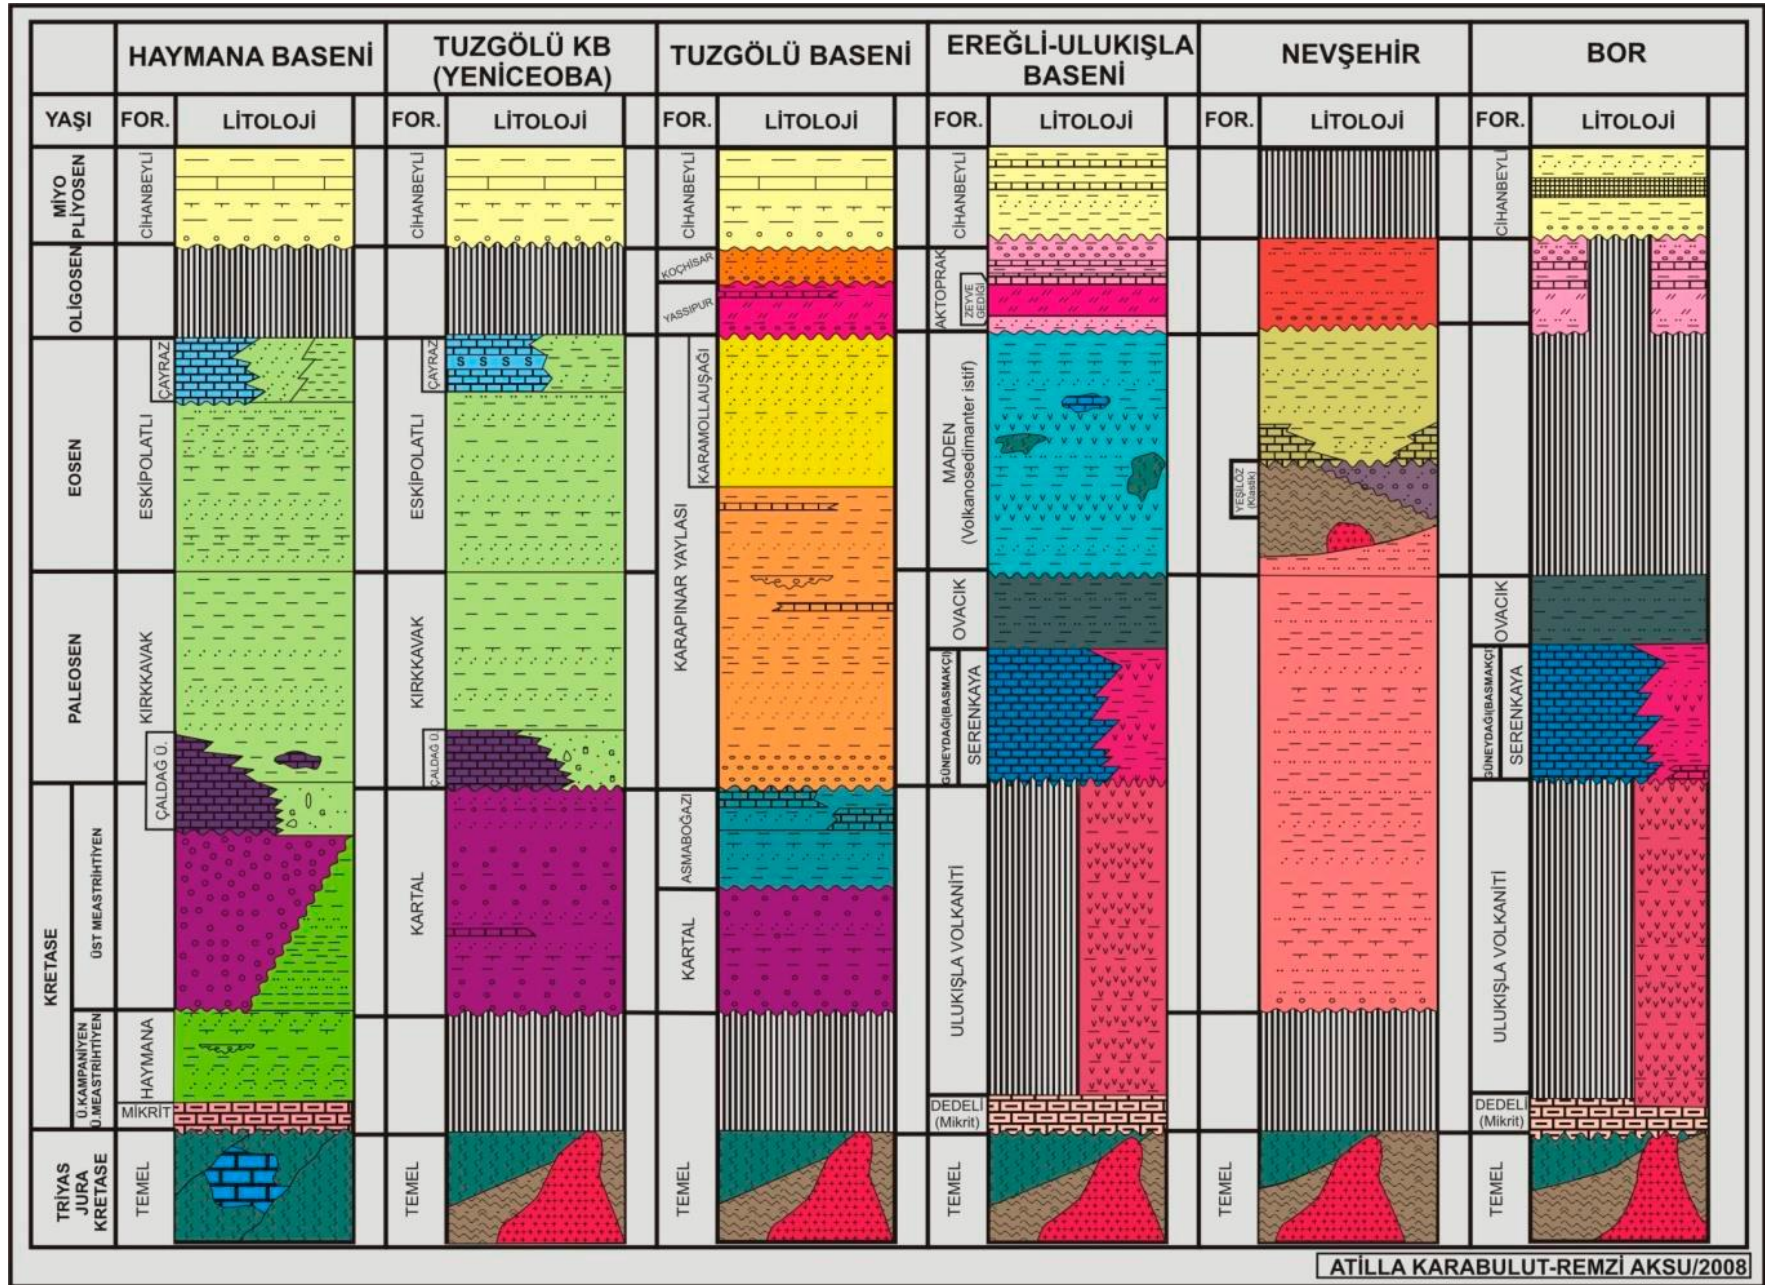 HAYMANA BASENİ
TUZGÖLÜ KB
(YENİCEOBA)
TUZGÖLÜ BASENİ
EREĞLİ-ULUKIŞLA
BASENİ
NEVŞEHİR
BOR
YAŞI
FOR.
LİTOLOJİ
FOR.
LİTOLOJİ
FOR.
LİTOLOJİ
FOR.
LİTOLOJİ
FOR.
LİTOLOJİ
FOR.
LİTOLOJİ
MİYO
PLİYOSEN
OLİGOSEN
EOSEN
PALEOSEN
KRETASE
ÜST MEASTRİHTİYEN
Ü.KAMPANİYEN
Ü.MEASTRİHTİYEN
TRİYAS
JURA
KRETASE
CİHANBEYLİ
ÇAYRAZ
ESKİPOLATLI
KIRKKAVAK
ÇALDAĞ Ü.
HAYMANA
MİKRİT
TEMEL
CİHANBEYLİ
ÇAYRAZ
S S S S
ESKİPOLATLI
KIRKKAVAK
ÇALDAĞ Ü.
KARTAL
TEMEL
CİHANBEYLİ
KOÇHİSAR
YASSIPUR
KARAMOLLAUŞAĞI
KARAPINAR YAYLASI
ASMABOĞAZI
KARTAL
TEMEL
CİHANBEYLİ
AKTOPRAK
ZEYVE
GEDİĞİ
MADEN
(Volkanosedimanter istif)
OVACIK
GÜNEYDAĞI(BASMAKÇI)
SERENKAYA
ULUKIŞLA VOLKANİTİ
DEDELİ
(Mikrit)
TEMEL
YEŞİLÖZ
(Klastik)
TEMEL
CİHANBEYLİ
OVACIK
GÜNEYDAĞI(BASMAKÇI)
SERENKAYA
ULUKIŞLA VOLKANİTİ
DEDELİ
(Mikrit)
TEMEL
ATİLLA KARABULUT-REMZİ AKSU/2008